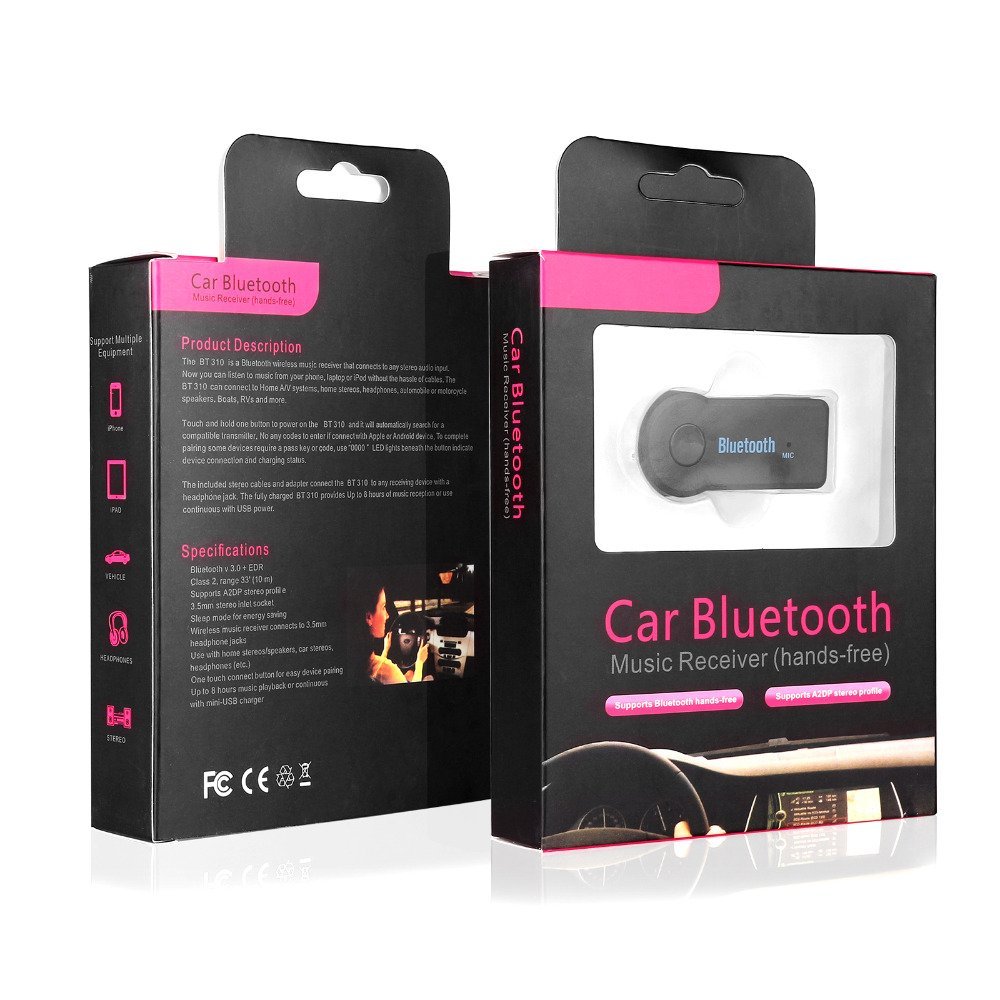 Car Bluetooth
Music Receiver (hands-free)
Support Multiple
Equipment
iPhone
iPAD
VEHICLE
HEADPHONES
STEREO
Product Description
The BT 310 is a Bluetooth wireless music receiver that connects to any stereo audio input.
Now you can listen to music from your phone, laptop or iPod without the hassle of cables. The
BT 310 can connect to Home A/V systems, home stereos, headphones, automobile or motorcycle
speakers, Boats, RVs and more.
Touch and hold one button to power on the BT 310 and it will automatically search for a
compatible transmitter, No any codes to enter if connect with Apple or Android device, To complete
pairing some devices require a pass key or code, use "0000 " LED lights beneath the button indicate
device connection and charging status.
The included stereo cables and adapter connect the BT 310 to any receiving device with a
headphone jack. The fully charged BT 310 provides Up to 8 hours of music reception or use
continuous with USB power.
Specifications
Bluetooth v 3.0 + EDR
Class 2, range 33' (10 m)
Supports A2DP stereo profile
3.5mm stereo inlet socket
Sleep mode for energy saving
Wireless music receiver connects to 3.5mm
headphone jacks
Use with home stereos/speakers, car stereos,
headphones (etc.)
One touch connect button for easy device pairing
Up to 8 hours music playback or continuous
with mini-USB charger
FC CE
Car Bluetooth
Music Receiver (hands-free)
Bluetooth
MIC
Car Bluetooth
Music Receiver (hands-free)
Supports Bluetooth hands-free
Supports A2DP stereo profile